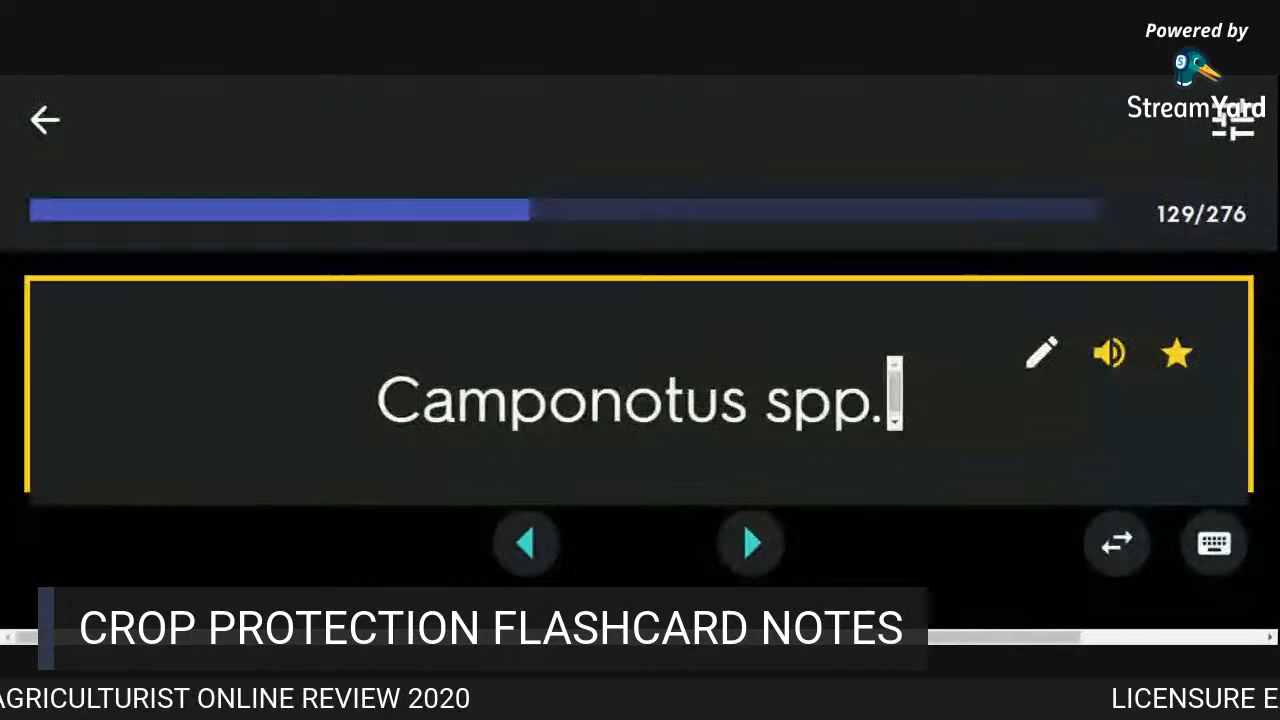 Powered by
StreamYard
129/276
Camponotus spp.
CROP PROTECTION FLASHCARD NOTES
AGRICULTURIST ONLINE REVIEW 2020
LICENSURE E